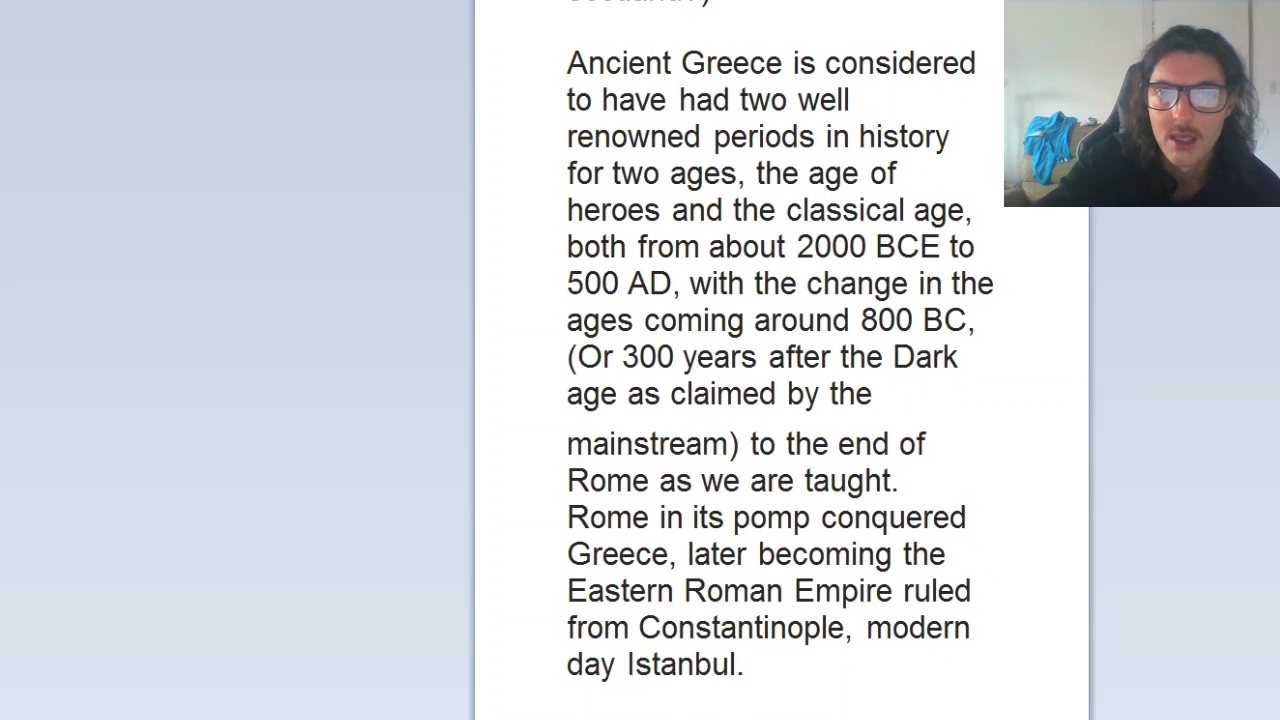 Ancient Greece is considered
to have had two well
renowned periods in history
for two ages, the age of
heroes and the classical age,
both from about 2000 BCE to
500 AD, with the change in the
ages coming around 800 BC,
(Or 300 years after the Dark
age as claimed by the
mainstream) to the end of
Rome as we are taught.
Rome in its pomp conquered
Greece, later becoming the
Eastern Roman Empire ruled
from Constantinople, modern
day Istanbul.